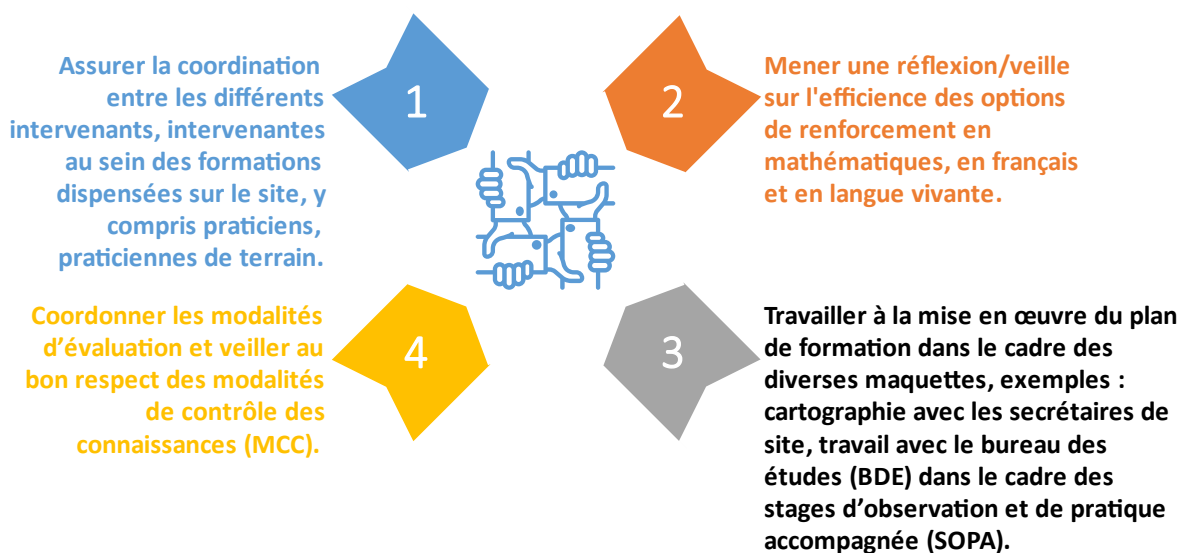 1
Assurer la coordination
entre les différents
intervenants, intervenantes
au sein des formations
dispensées sur le site, y
compris praticiens,
praticiennes de terrain.
2
Mener une réflexion/veille
sur l'efficience des options
de renforcement en
mathématiques, en français
et en langue vivante.
3
Travailler à la mise en œuvre du plan
de formation dans le cadre des
diverses maquettes, exemples :
cartographie avec les secrétaires de
site, travail avec le bureau des
études (BDE) dans le cadre des
stages d’observation et de pratique
accompagnée (SOPA).
4
Coordonner les modalités
d’évaluation et veiller au
bon respect des modalités
de contrôle des
connaissances (MCC).